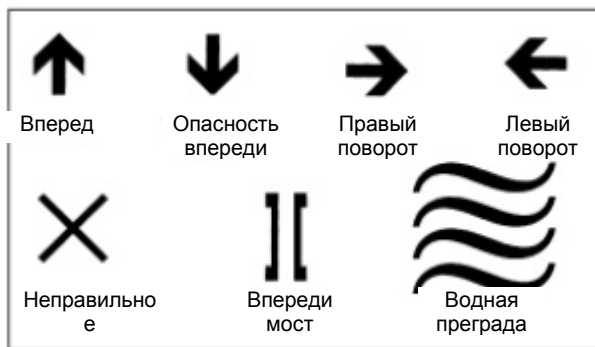 Вперед
Опасность
впереди
Правый
поворот
Левый
поворот
Неправильно
е
Впереди
мост
Водная
преграда